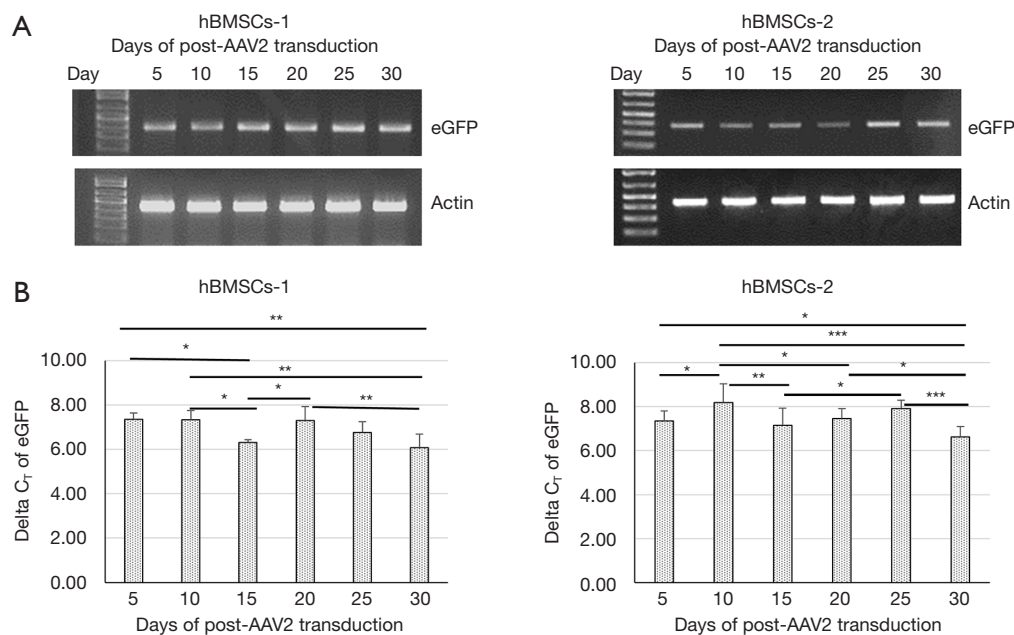 A
hBMSCs-1
Days of post-AAV2 transduction
Day 5 10 15 20 25 30
eGFP
Actin
hBMSCs-2
Days of post-AAV2 transduction
Day 5 10 15 20 25 30
eGFP
Actin
B
hBMSCs-1
**
*
**
*
*
**
10.00
8.00
6.00
4.00
2.00
0.00
Delta CT of eGFP
5 10 15 20 25 30
Days of post-AAV2 transduction
hBMSCs-2
*
***
*
*
*
**
*
***
10.00
8.00
6.00
4.00
2.00
0.00
Delta CT of eGFP
5 10 15 20 25 30
Days of post-AAV2 transduction